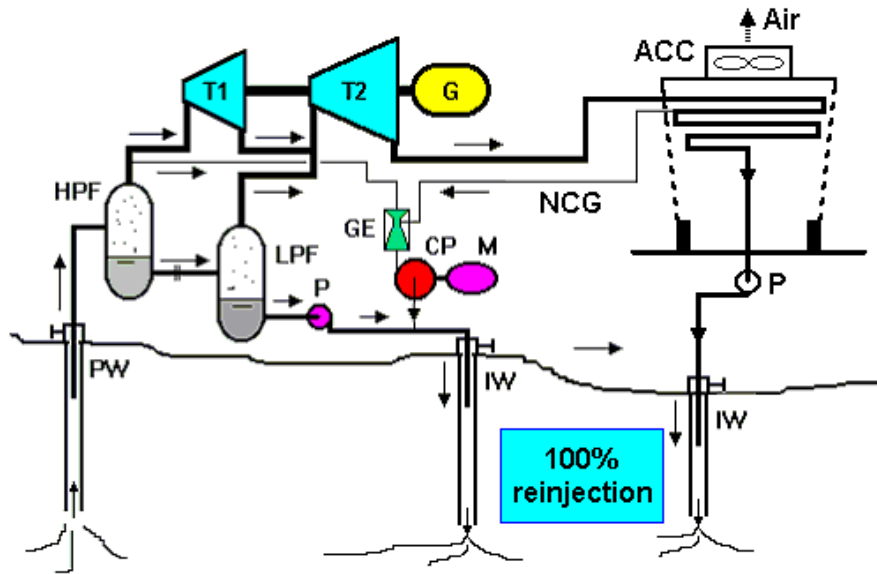 Air
ACC
T1
T2
G
HPF
NCG
GE
LPF
CP
M
P
P
PW
IW
IW
100%
reinjection